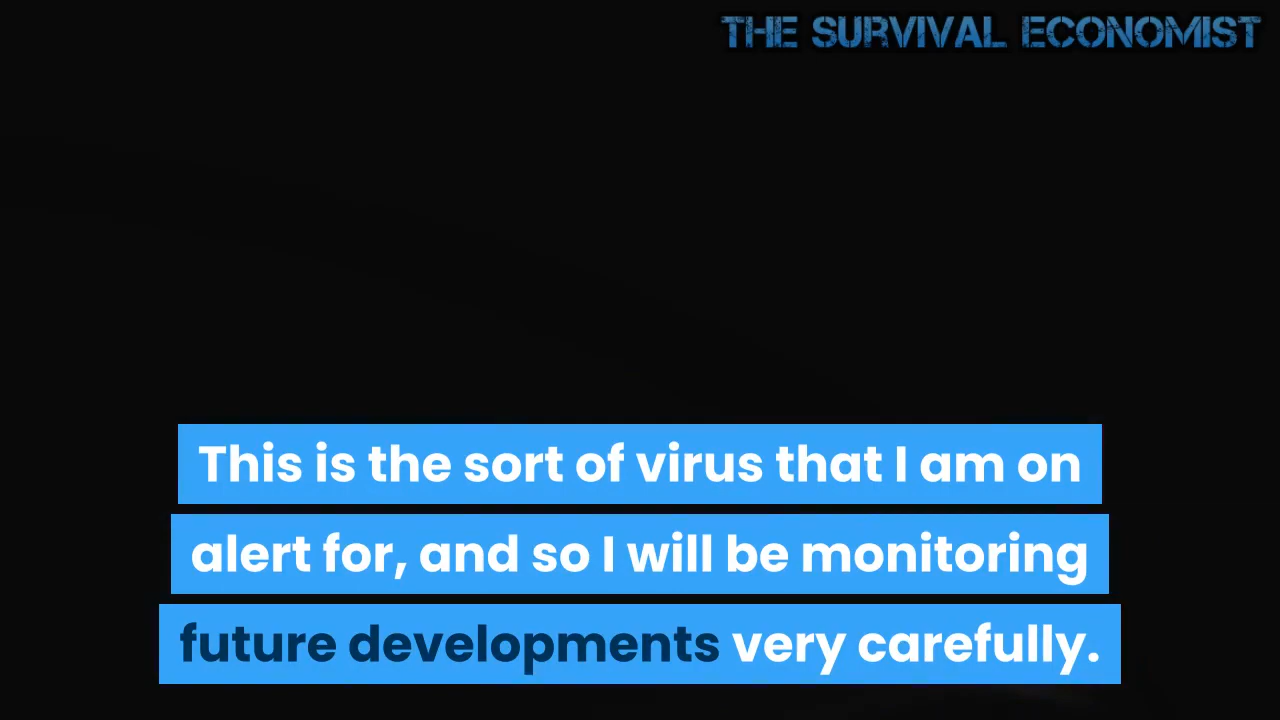 THE SURVIVAL ECONOMIST
This is the sort of virus that I am on
alert for, and so I will be monitoring
future developments very carefully.